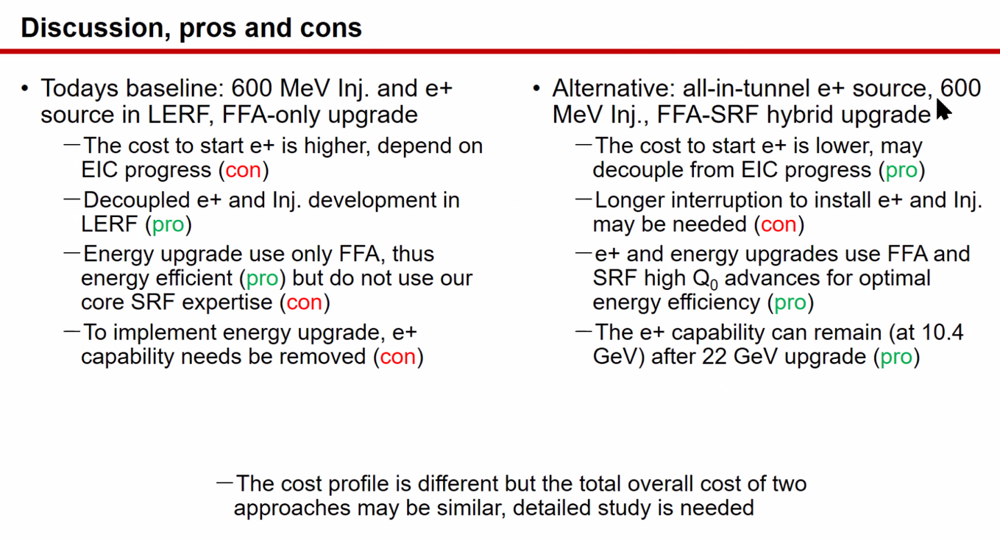 Discussion, pros and cons
• Todays baseline: 600 MeV Inj. and e+
source in LERF, FFA-only upgrade
—The cost to start e+ is higher, depend on
EIC progress (con)
—Decoupled e+ and Inj. development in
LERF (pro)
—Energy upgrade use only FFA, thus
energy efficient (pro) but do not use our
core SRF expertise (con)
—To implement energy upgrade, e+
capability needs be removed (con)
• Alternative: all-in-tunnel e+ source, 600
MeV Inj., FFA-SRF hybrid upgrade
—The cost to start e+ is lower, may
decouple from EIC progress (pro)
—Longer interruption to install e+ and Inj.
may be needed (con)
—e+ and energy upgrades use FFA and
SRF high Q₀ advances for optimal
energy efficiency (pro)
—The e+ capability can remain (at 10.4
GeV) after 22 GeV upgrade (pro)
—The cost profile is different but the total overall cost of two
approaches may be similar, detailed study is needed